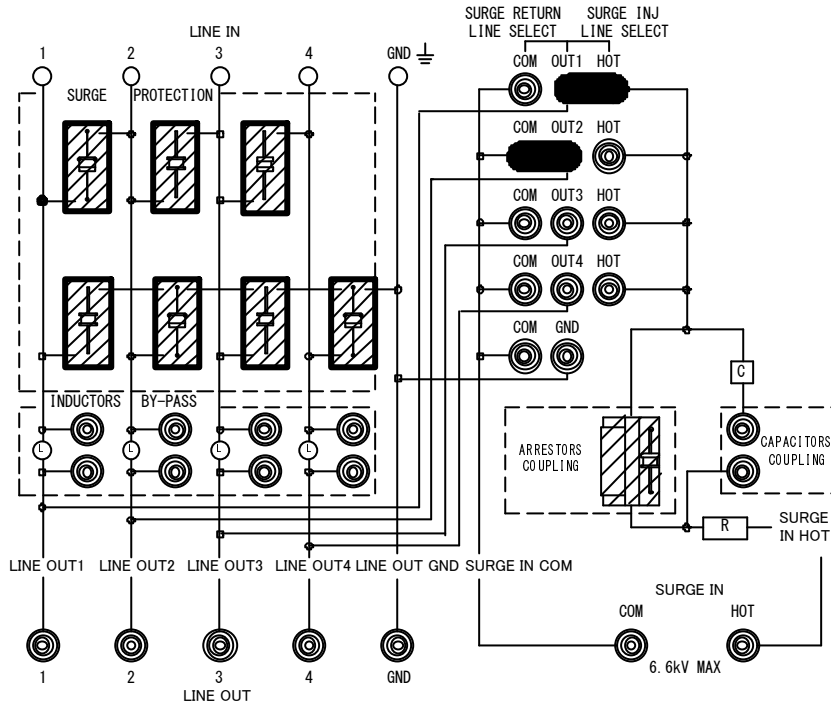 SURGE RETURN SURGE INJ
LINE SELECT LINE SELECT
LINE IN
1 2 3 4 GND
COM OUT1 HOT
SURGE PROTECTION
COM OUT2 HOT
COM OUT3 HOT
COM OUT4 HOT
COM GND
C
INDUCTORS BY-PASS
L L L L
ARRESTORS
COUPLING
CAPACITORS
COUPLING
R
SURGE
IN HOT
LINE OUT1 LINE OUT2 LINE OUT3 LINE OUT4 LINE OUT GND SURGE IN COM
SURGE IN
COM HOT
6.6kV MAX
1 2 3 4 GND
LINE OUT